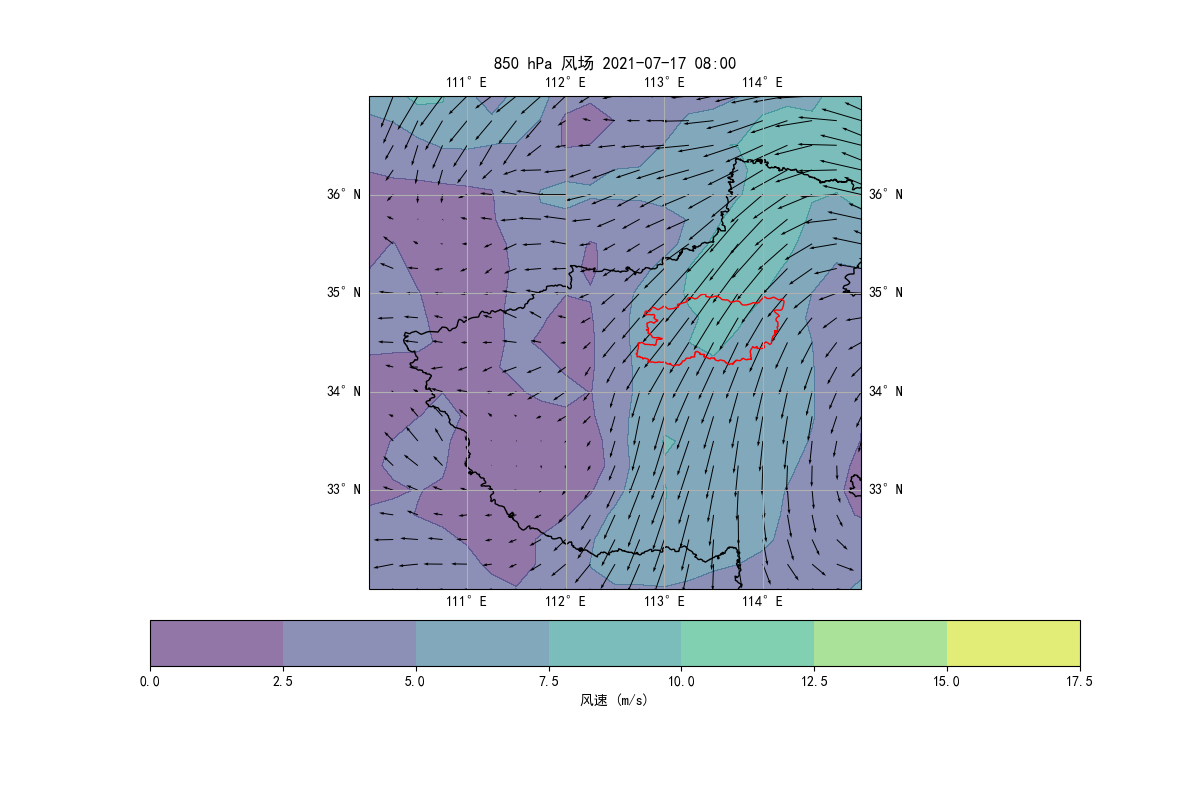 850 hPa 风场 2021-07-17 08:00
111° E 112° E 113° E 114° E
36° N 36° N
35° N 35° N
34° N 34° N
33° N 33° N
111° E 112° E 113° E 114° E
0.0 2.5 5.0 7.5 10.0 12.5 15.0 17.5
风速 (m/s)